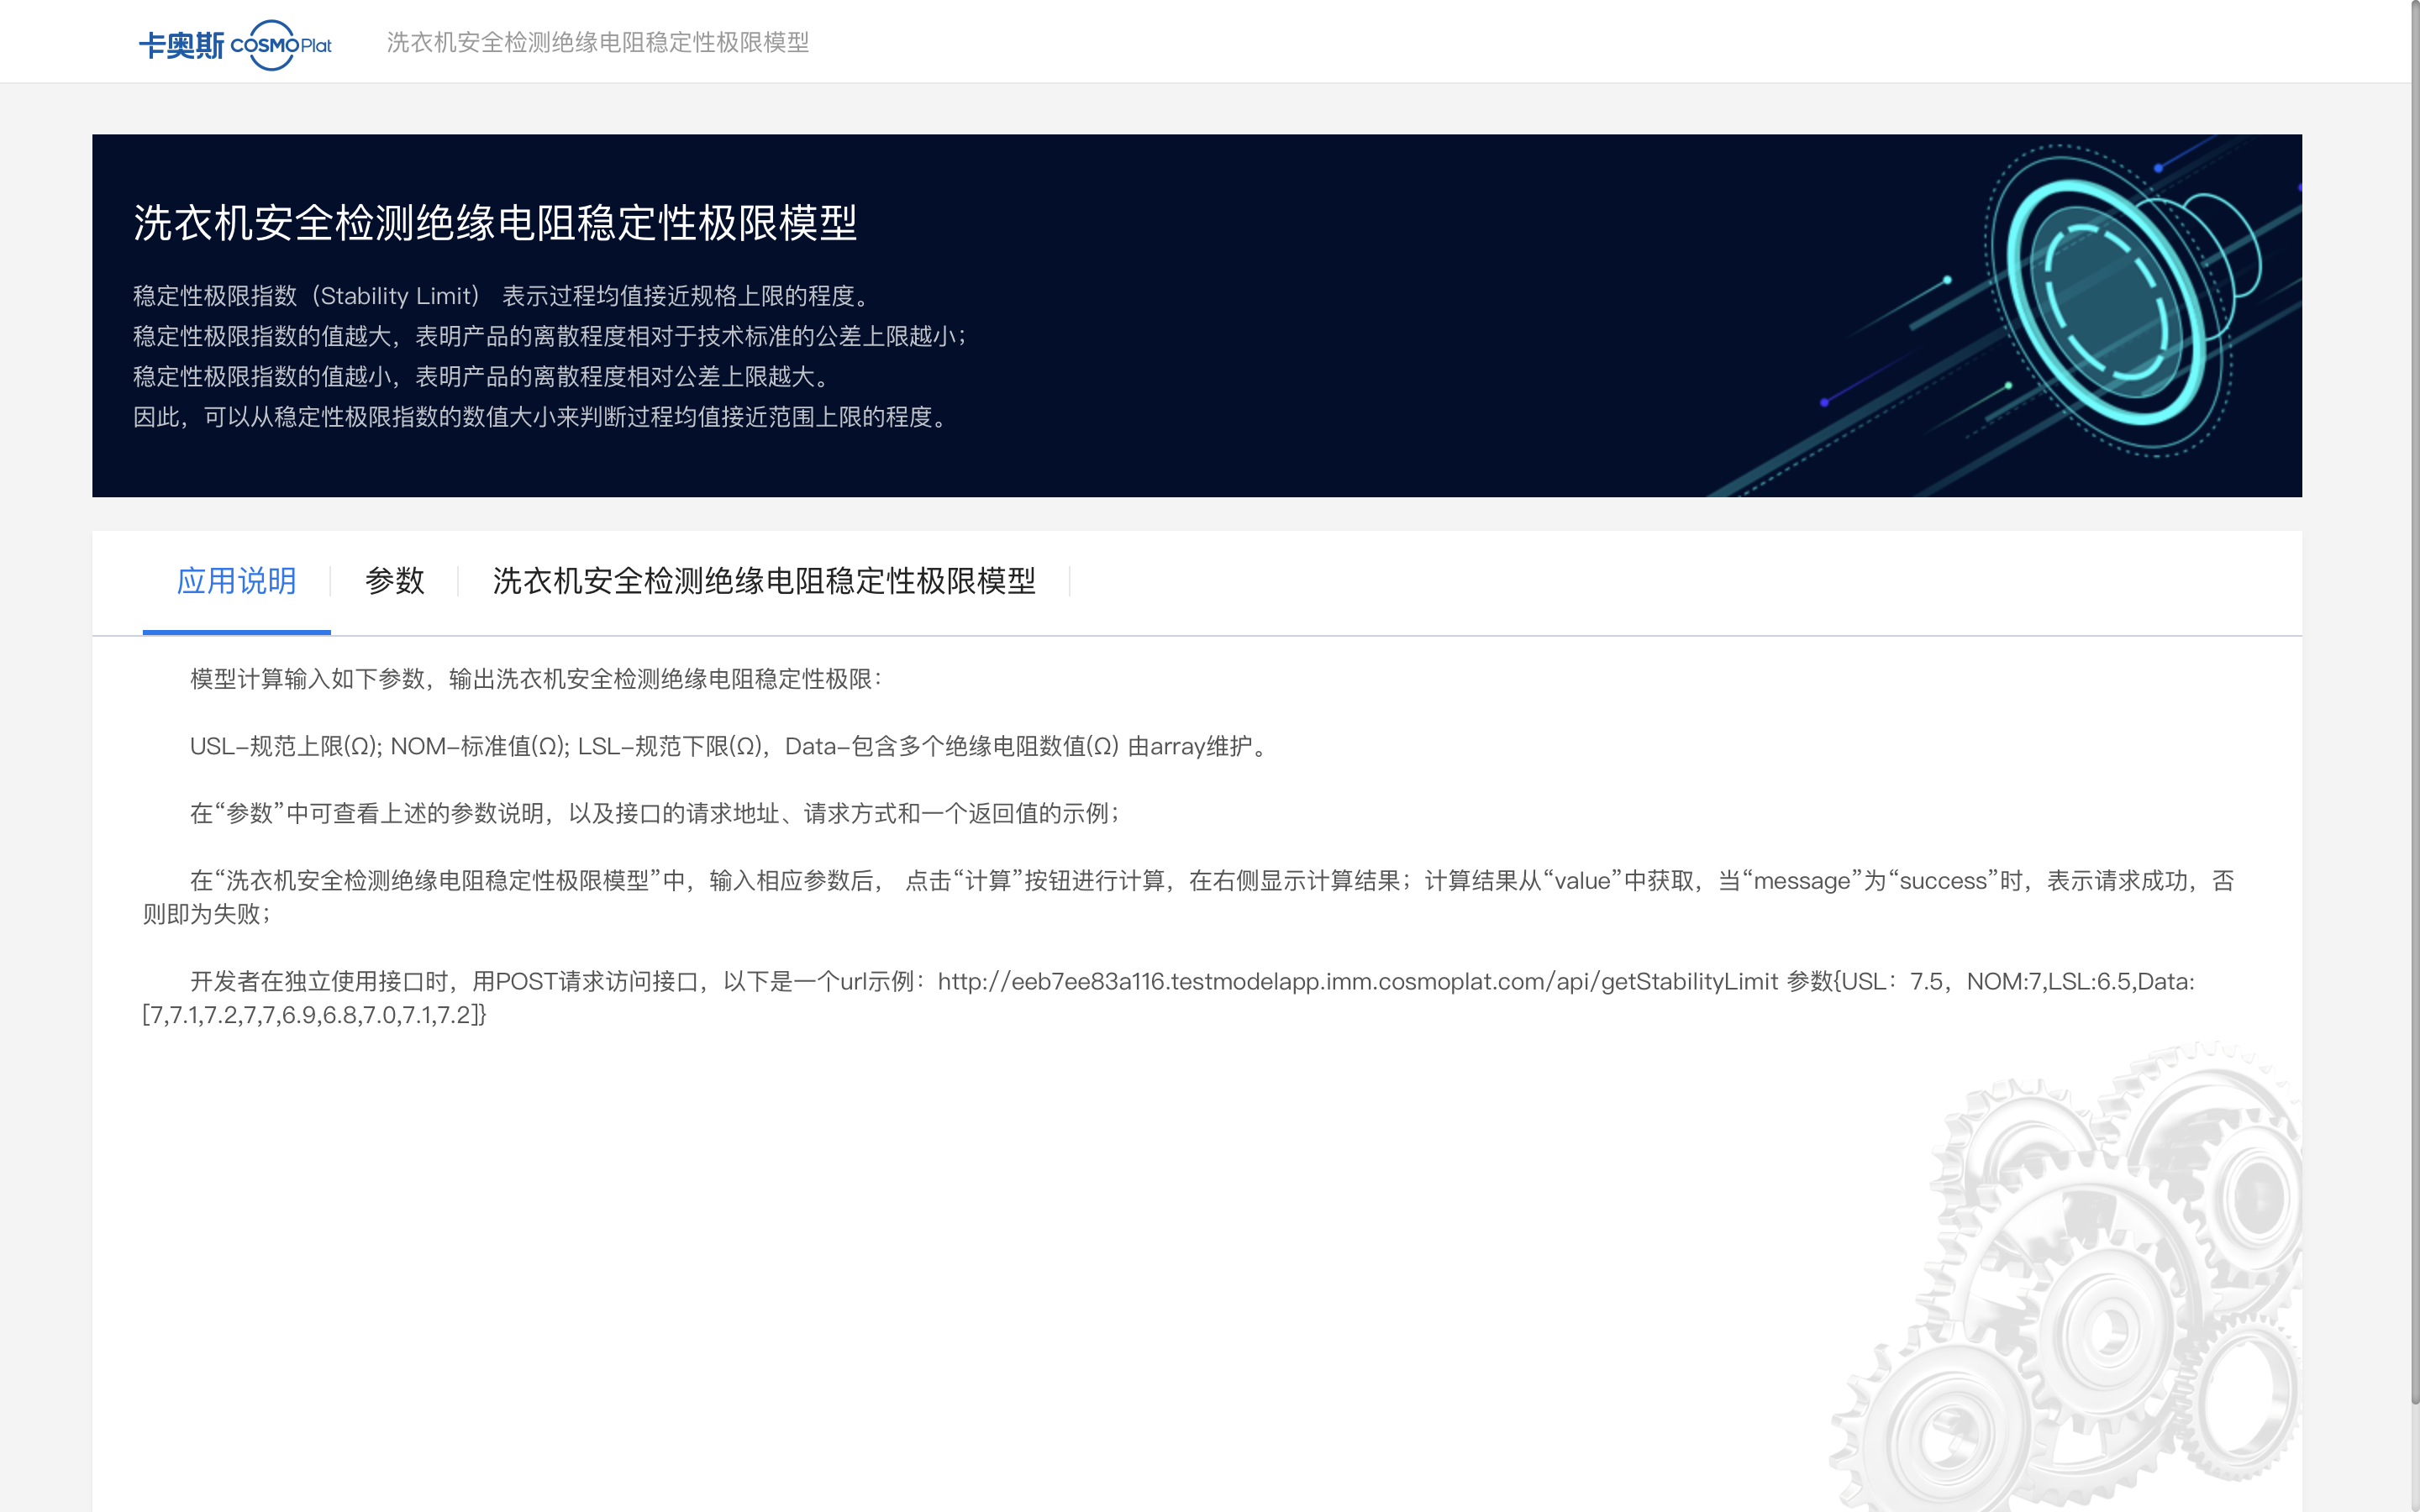 卡奥斯 COSMOPlat 洗衣机安全检测绝缘电阻稳定性极限模型
洗衣机安全检测绝缘电阻稳定性极限模型
稳定性极限指数（Stability Limit） 表示过程均值接近规格上限的程度。
稳定性极限指数的值越大，表明产品的离散程度相对于技术标准的公差上限越小；
稳定性极限指数的值越小，表明产品的离散程度相对公差上限越大。
因此，可以从稳定性极限指数的数值大小来判断过程均值接近范围上限的程度。
应用说明 参数 洗衣机安全检测绝缘电阻稳定性极限模型
模型计算输入如下参数，输出洗衣机安全检测绝缘电阻稳定性极限：
USL-规范上限(Ω); NOM-标准值(Ω); LSL-规范下限(Ω)，Data-包含多个绝缘电阻数值(Ω) 由array维护。
在“参数”中可查看上述的参数说明，以及接口的请求地址、请求方式和一个返回值的示例；
在“洗衣机安全检测绝缘电阻稳定性极限模型”中，输入相应参数后， 点击“计算”按钮进行计算，在右侧显示计算结果；计算结果从“value”中获取，当“message”为“success”时，表示请求成功，否
则即为失败；
开发者在独立使用接口时，用POST请求访问接口，以下是一个url示例：http://eeb7ee83a116.testmodelapp.imm.cosmoplat.com/api/getStabilityLimit 参数{USL：7.5，NOM:7,LSL:6.5,Data:
[7,7.1,7.2,7,7,6.9,6.8,7.0,7.1,7.2]}